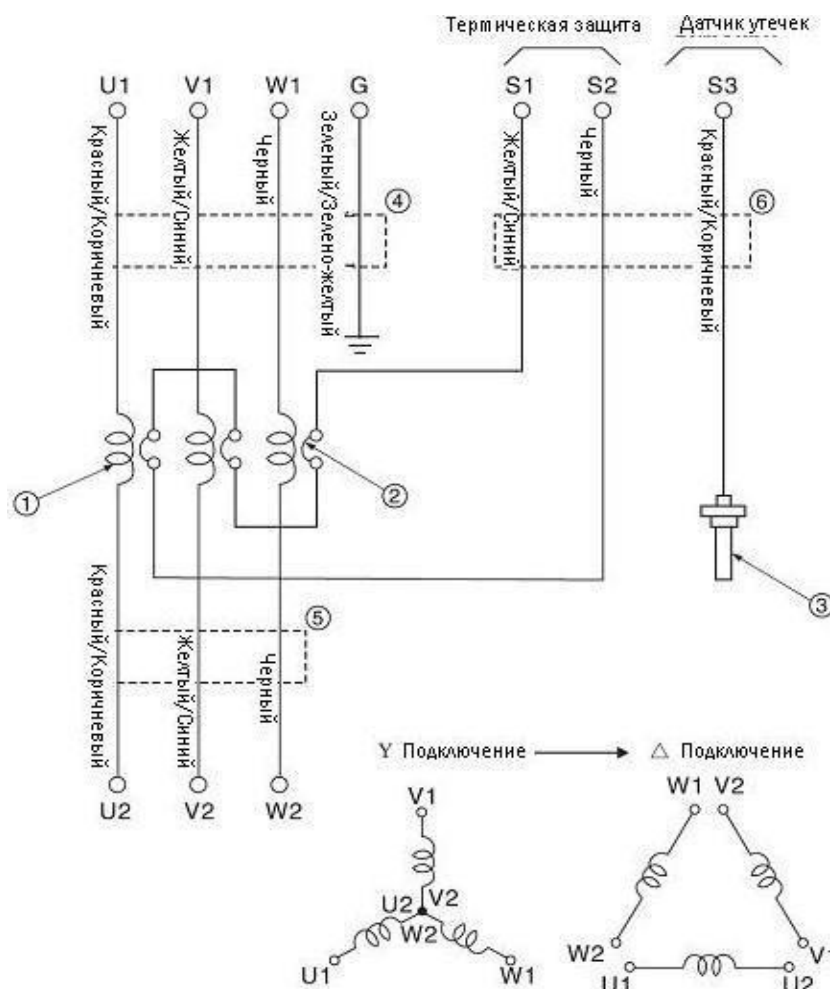 Термическая защита
Датчик утечек
U1 V1 W1 G S1 S2 S3
Красный/Коричневый
Желтый/Синий
Черный
Зеленый/Зелено-желтый
Желтый/Синий
Черный
Красный/Коричневый
④
⑥
①
②
③
⑤
Красный/Коричневый
Желтый/Синий
Черный
U2 V2 W2
Y Подключение
△ Подключение
V1
U2 V2
W2
U1
W1
W1 V2
W2
V1
U1
U2